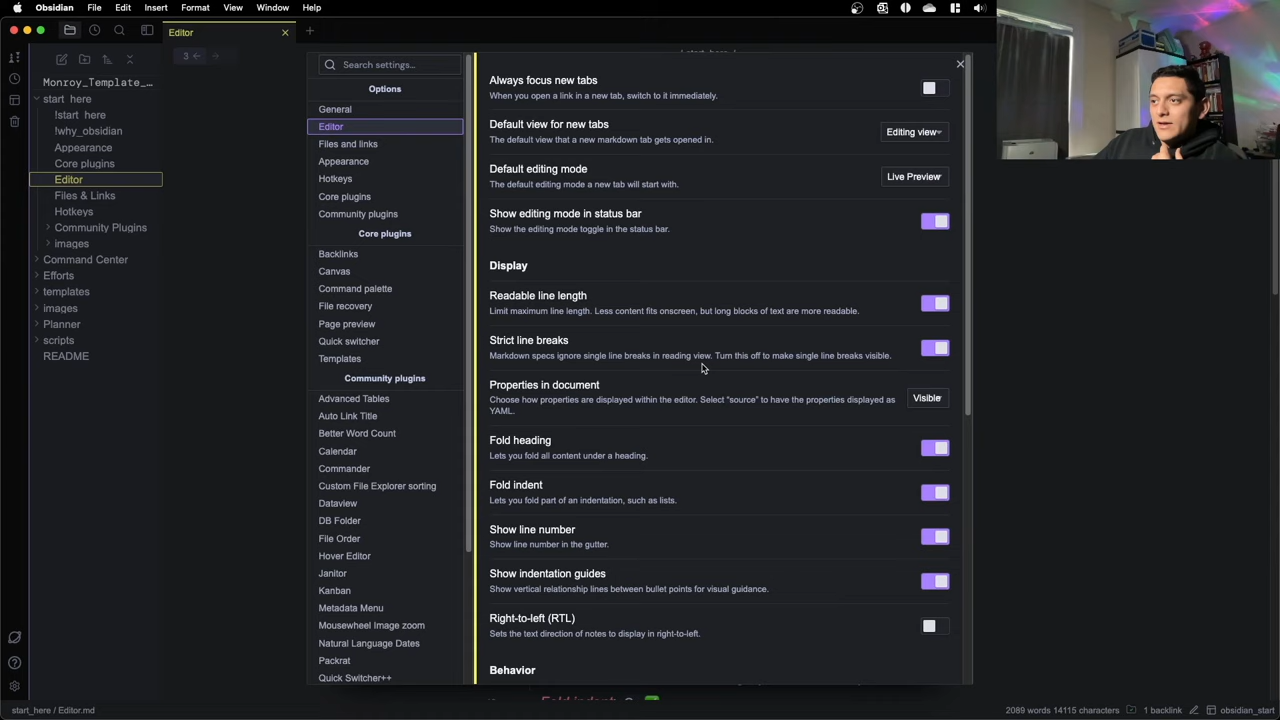 Obsidian File Edit Insert Format View Window Help
Editor
3
Monroy_Template_...
start here
!start here
!why_obsidian
Appearance
Core plugins
Editor
Files & Links
Hotkeys
Community Plugins
images
Command Center
Efforts
templates
images
Planner
scripts
README
Search settings...
Options
General
Editor
Files and links
Appearance
Hotkeys
Core plugins
Community plugins
Core plugins
Backlinks
Canvas
Command palette
File recovery
Page preview
Quick switcher
Templates
Community plugins
Advanced Tables
Auto Link Title
Better Word Count
Calendar
Commander
Custom File Explorer sorting
Dataview
DB Folder
File Order
Hover Editor
Janitor
Kanban
Metadata Menu
Mousewheel Image zoom
Natural Language Dates
Packrat
Quick Switcher++
Always focus new tabs
When you open a link in a new tab, switch to it immediately.
Default view for new tabs
The default view that a new markdown tab gets opened in.
Editing view
Default editing mode
The default editing mode a new tab will start with.
Live Preview
Show editing mode in status bar
Show the editing mode toggle in the status bar.
Display
Readable line length
Limit maximum line length. Less content fits onscreen, but long blocks of text are more readable.
Strict line breaks
Markdown specs ignore single line breaks in reading view. Turn this off to make single line breaks visible.
Properties in document
Choose how properties are displayed within the editor. Select "source" to have the properties displayed as
YAML.
Visible
Fold heading
Lets you fold all content under a heading.
Fold indent
Lets you fold part of an indentation, such as lists.
Show line number
Show line number in the gutter.
Show indentation guides
Show vertical relationship lines between bullet points for visual guidance.
Right-to-left (RTL)
Sets the text direction of notes to display in right-to-left.
Behavior
start_here / Editor.md
2089 words 14115 characters
1 backlink
obsidian_start